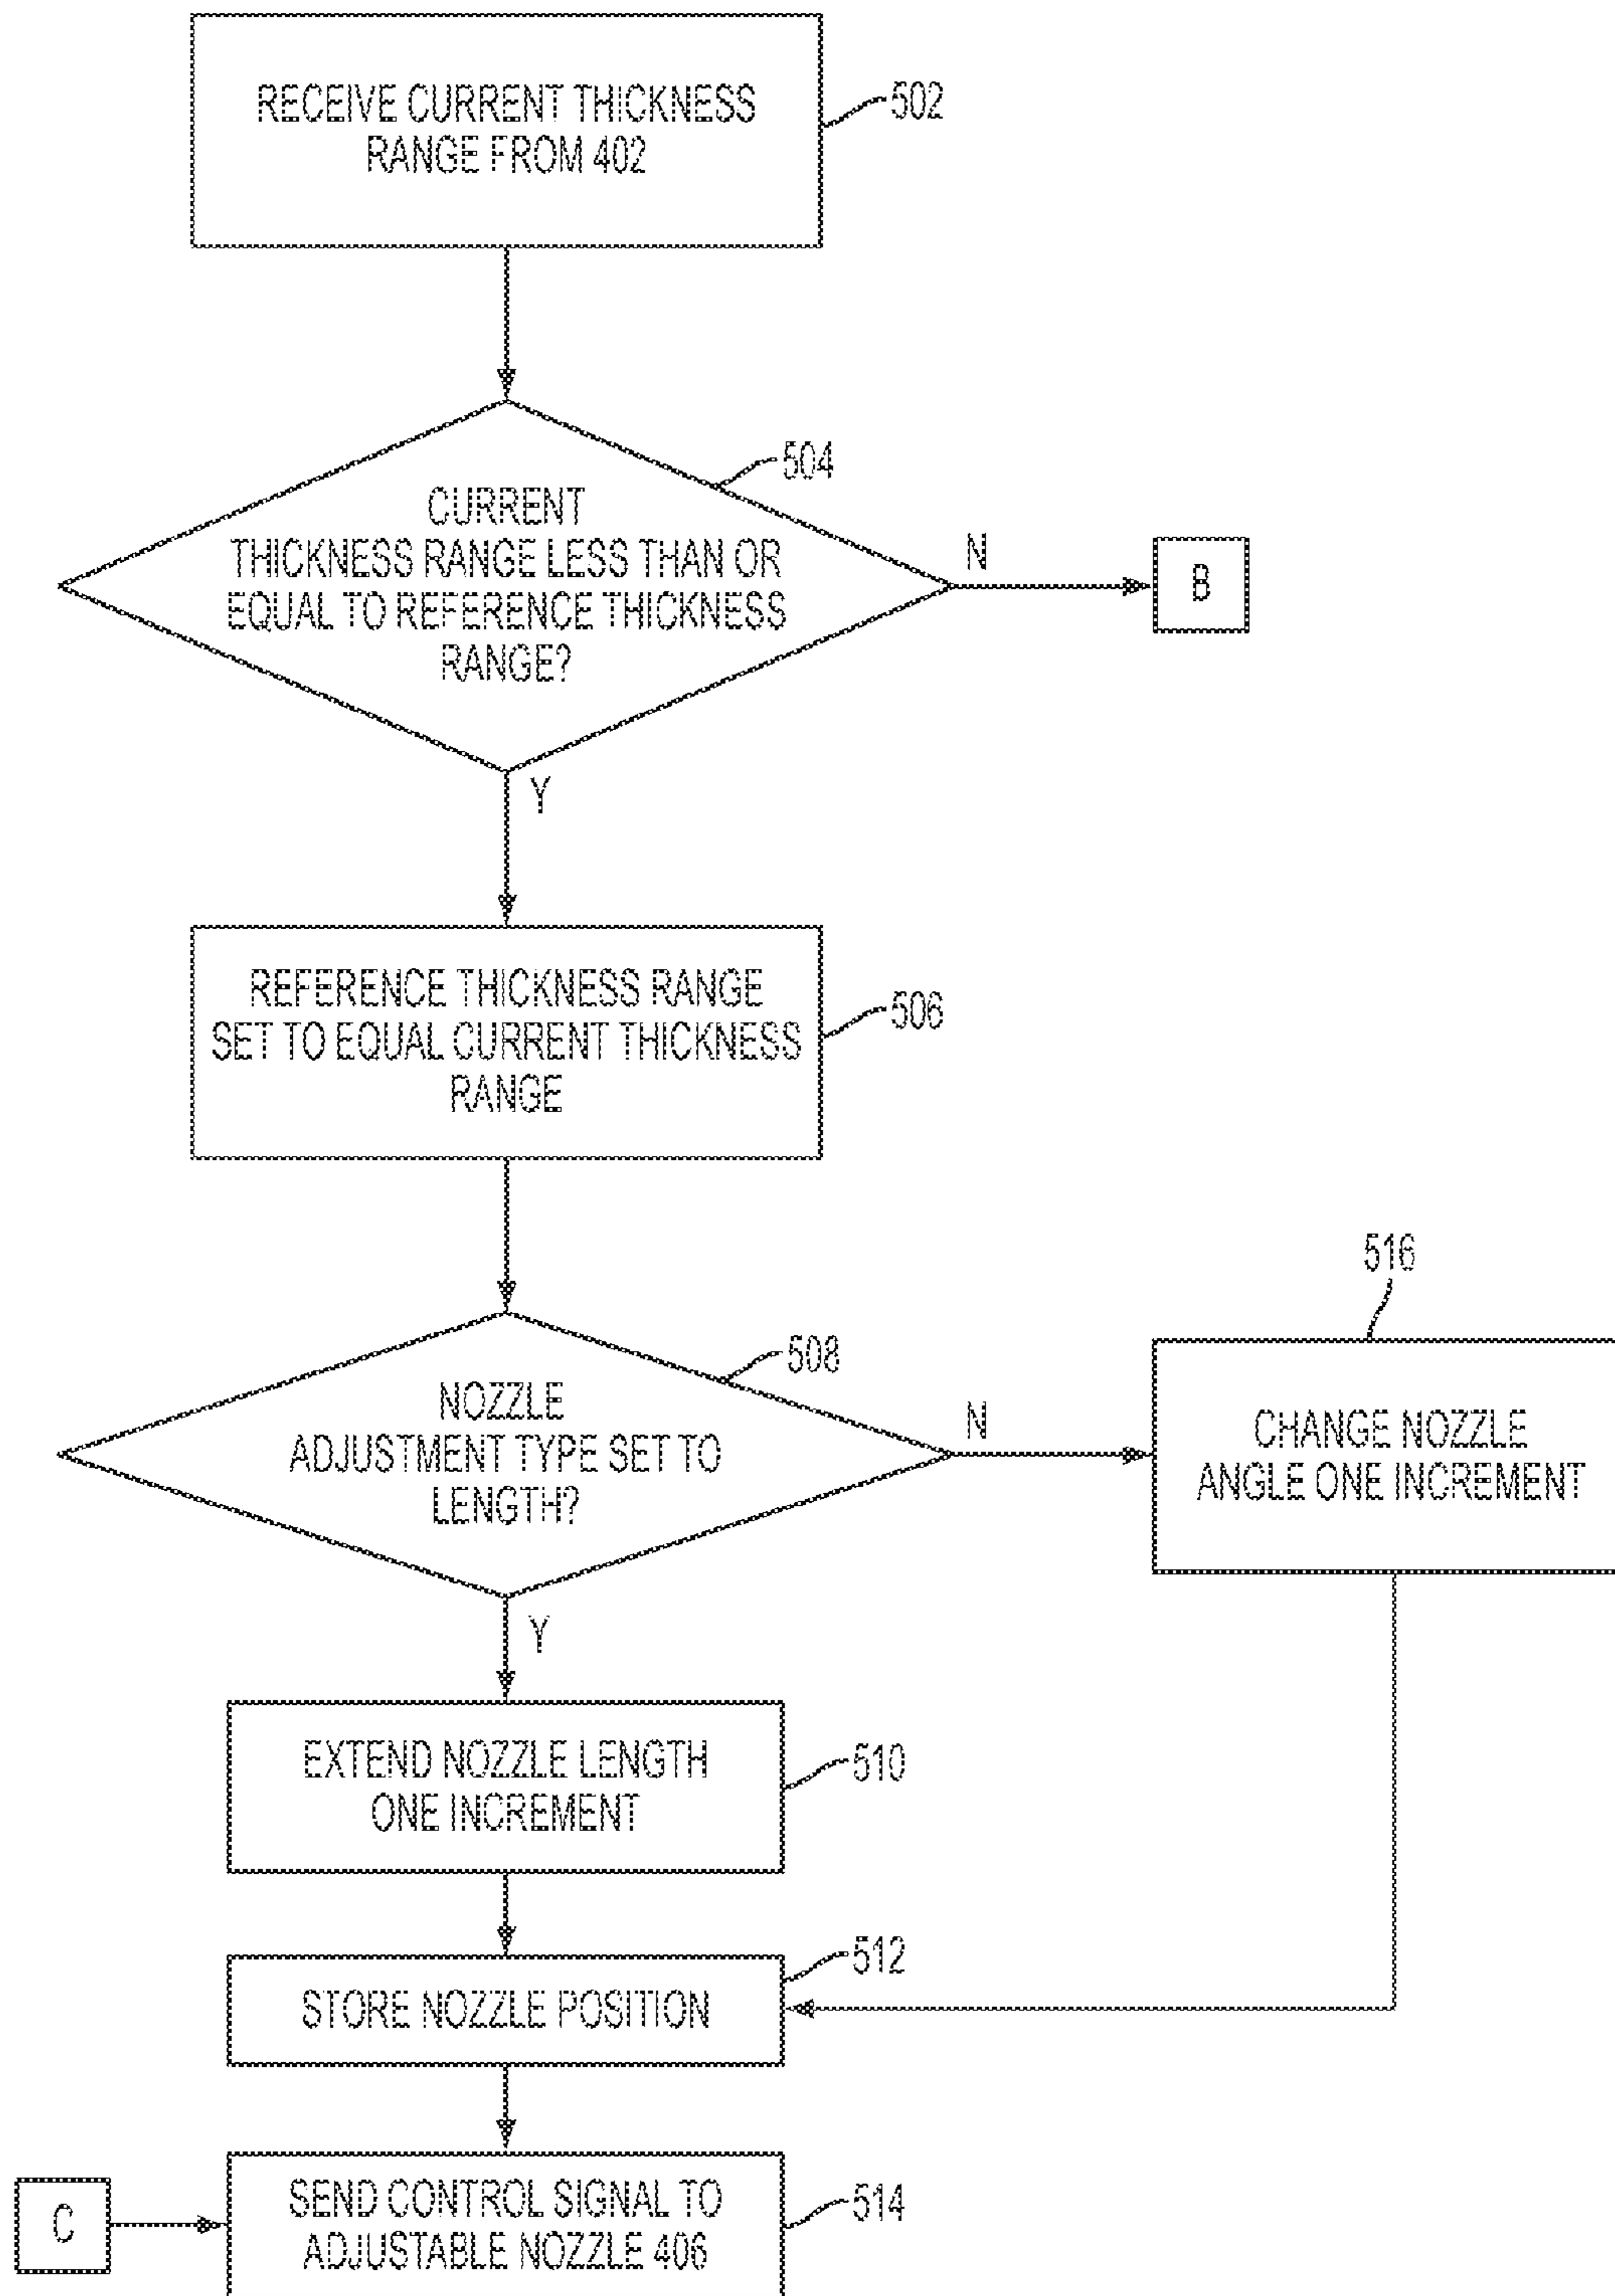 RECEIVE CURRENT THICKNESS
RANGE FROM 402
502
504
CURRENT
THICKNESS RANGE LESS THAN OR
EQUAL TO REFERENCE THICKNESS
RANGE?
N
B
Y
REFERENCE THICKNESS RANGE
SET TO EQUAL CURRENT THICKNESS
RANGE
506
508
NOZZLE
ADJUSTMENT TYPE SET TO
LENGTH?
N
516
CHANGE NOZZLE
ANGLE ONE INCREMENT
Y
EXTEND NOZZLE LENGTH
ONE INCREMENT
510
STORE NOZZLE POSITION
512
C
SEND CONTROL SIGNAL TO
ADJUSTABLE NOZZLE 406
514